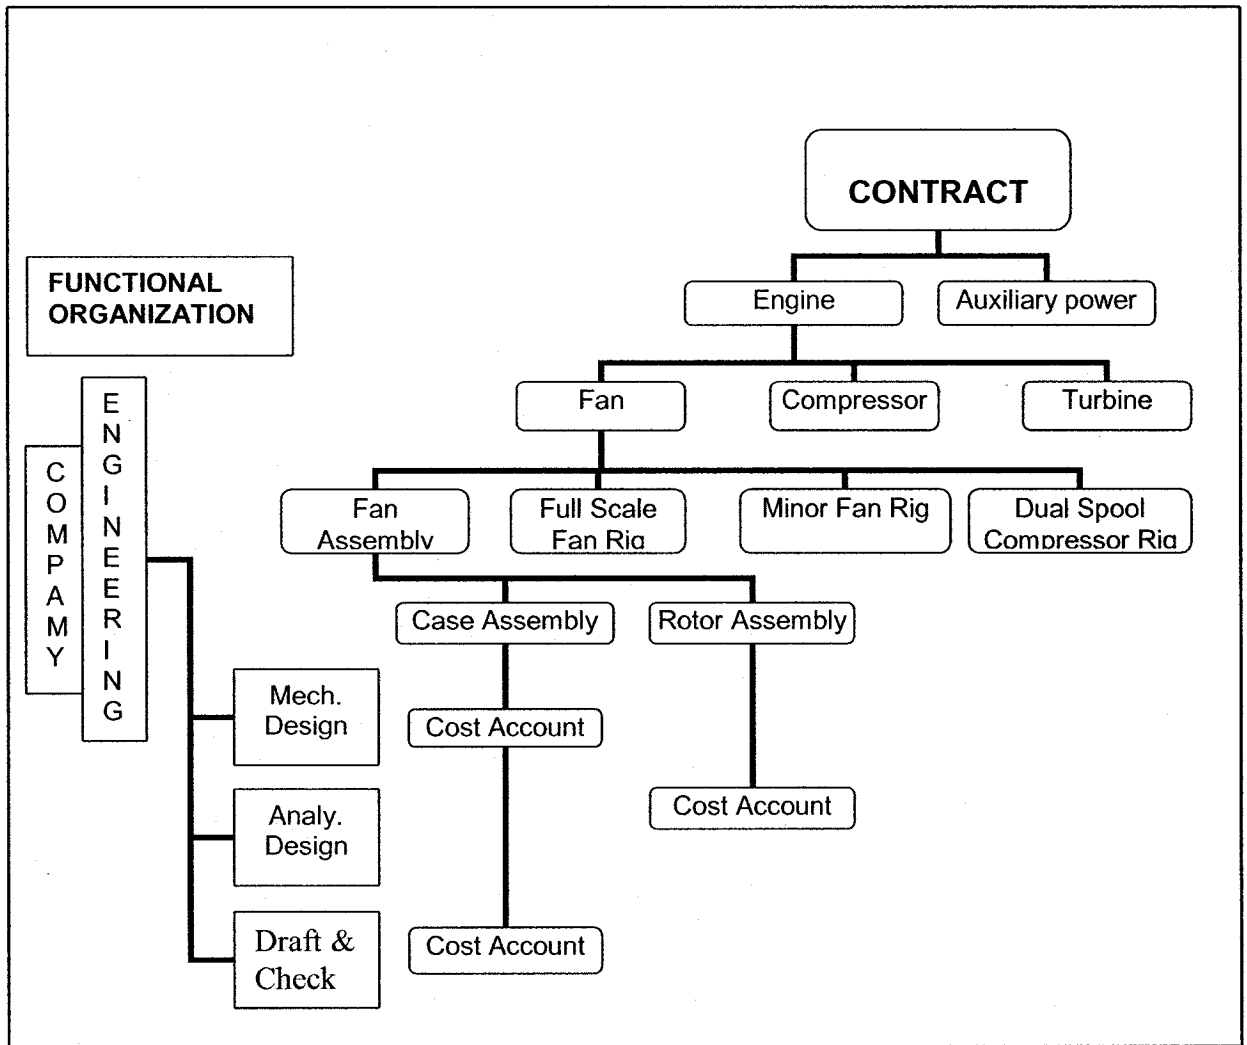 CONTRACT
FUNCTIONAL
ORGANIZATION
Engine
Auxiliary power
Fan
Compressor
Turbine
ENGINEERING
COMPAMY
Fan
Assembly
Full Scale
Fan Rig
Minor Fan Rig
Dual Spool
Compressor Rig
Case Assembly
Rotor Assembly
Mech.
Design
Cost Account
Cost Account
Analy.
Design
Draft &
Check
Cost Account